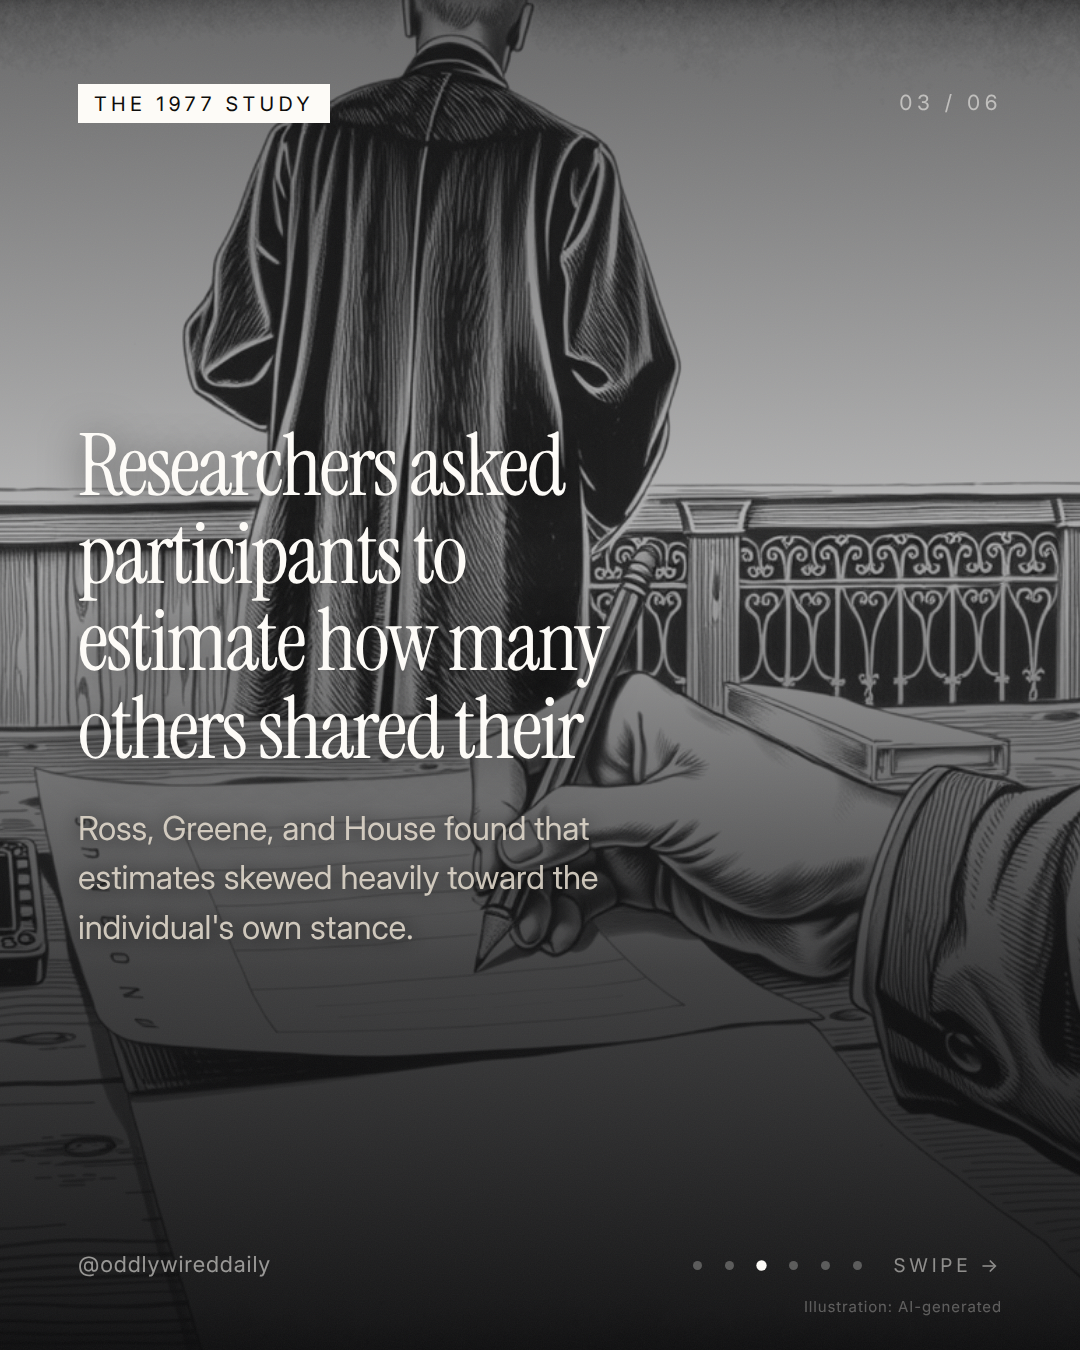 THE 1977 STUDY
03 / 06
Researchers asked
participants to
estimate how many
others shared their
Ross, Greene, and House found that
estimates skewed heavily toward the
individual's own stance.
@oddlywireddaily
SWIPE →
Illustration: AI-generated